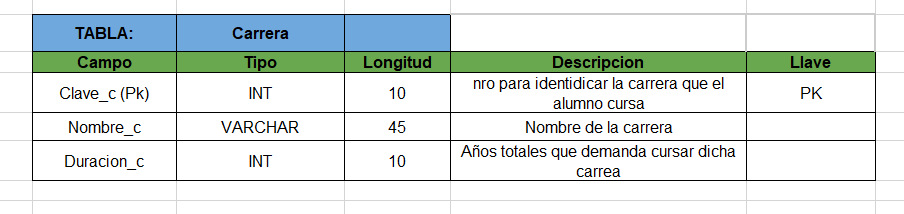 TABLA: Carrera
Campo Tipo Longitud Descripcion Llave
Clave_c (Pk) INT 10 nro para identidicar la carrera que el
alumno cursa PK
Nombre_c VARCHAR 45 Nombre de la carrera
Duracion_c INT 10 Años totales que demanda cursar dicha
carrea